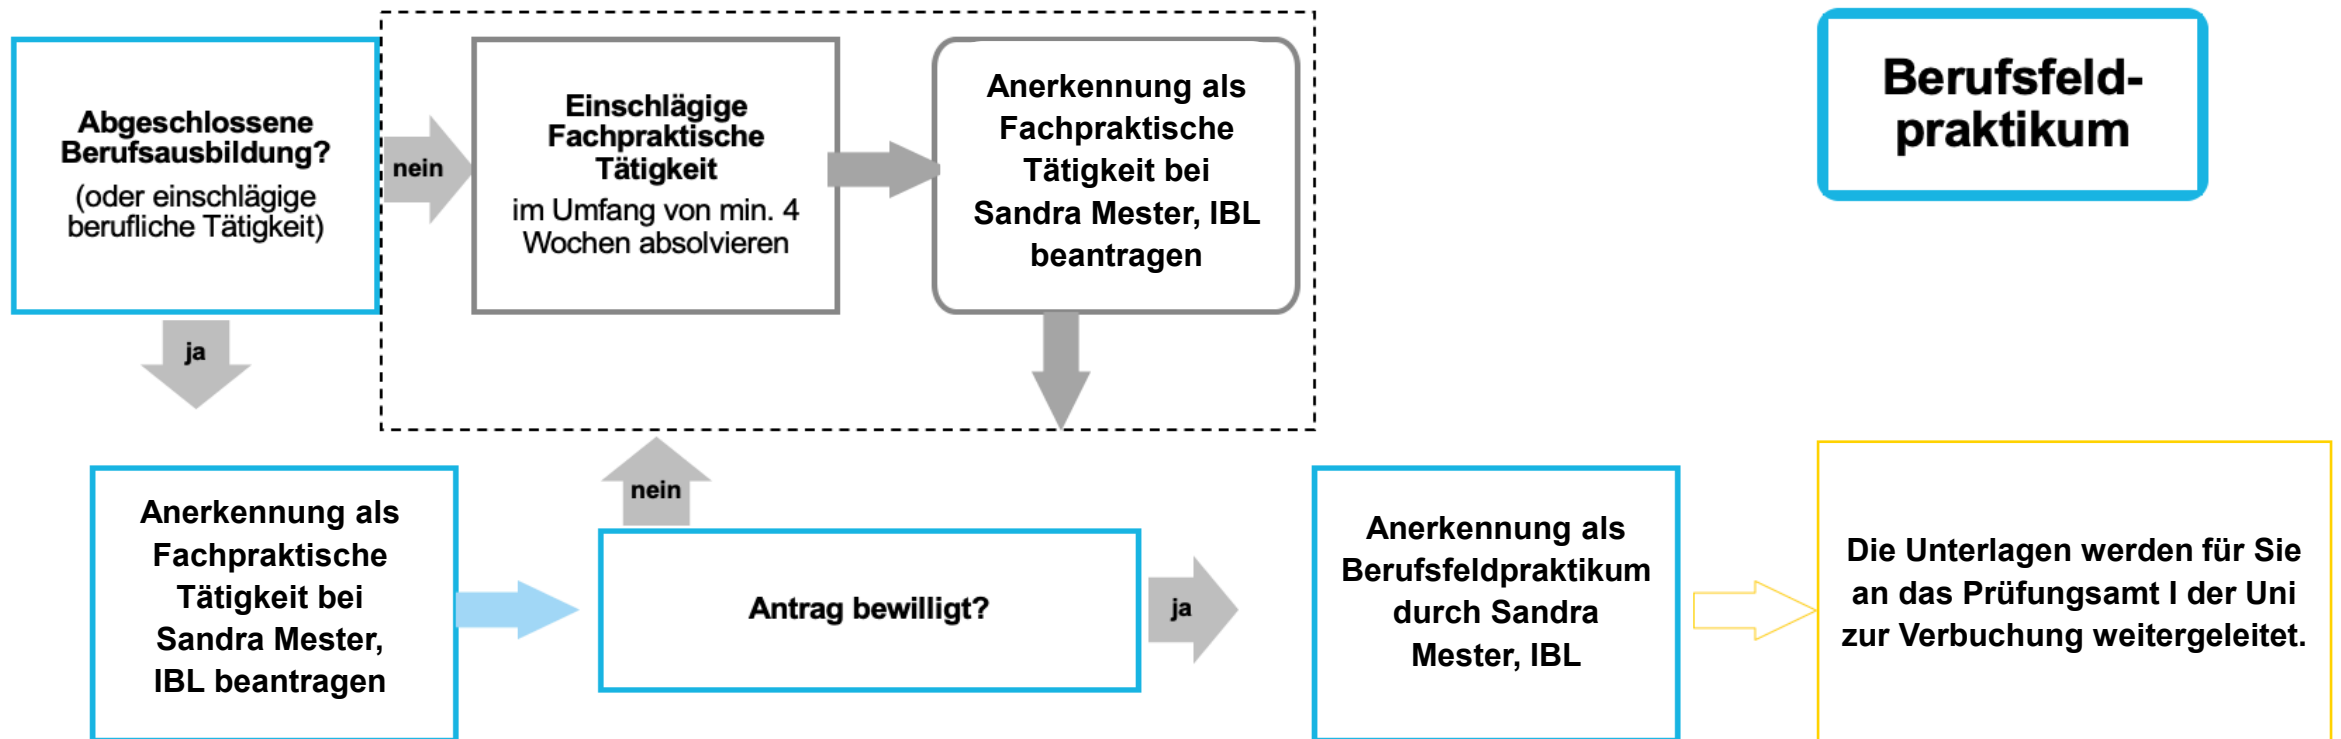 Abgeschlossene
Berufsausbildung?
(oder einschlägige
berufliche Tätigkeit)
nein
Einschlägige
Fachpraktische
Tätigkeit
im Umfang von min. 4
Wochen absolvieren
Anerkennung als
Fachpraktische
Tätigkeit bei
Sandra Mester, IBL
beantragen
Berufsfeld-
praktikum
ja
Anerkennung als
Fachpraktische
Tätigkeit bei
Sandra Mester,
IBL beantragen
nein
Antrag bewilligt?
ja
Anerkennung als
Berufsfeldpraktikum
durch Sandra
Mester, IBL
Die Unterlagen werden für Sie
an das Prüfungsamt I der Uni
zur Verbuchung weitergeleitet.